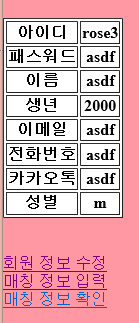 아이디 rose3
패스워드 asdf
이름 asdf
생년 2000
이메일 asdf
전화번호 asdf
카카오톡 asdf
성별 m
회원 정보 수정
매칭 정보 입력
매칭 정보 확인